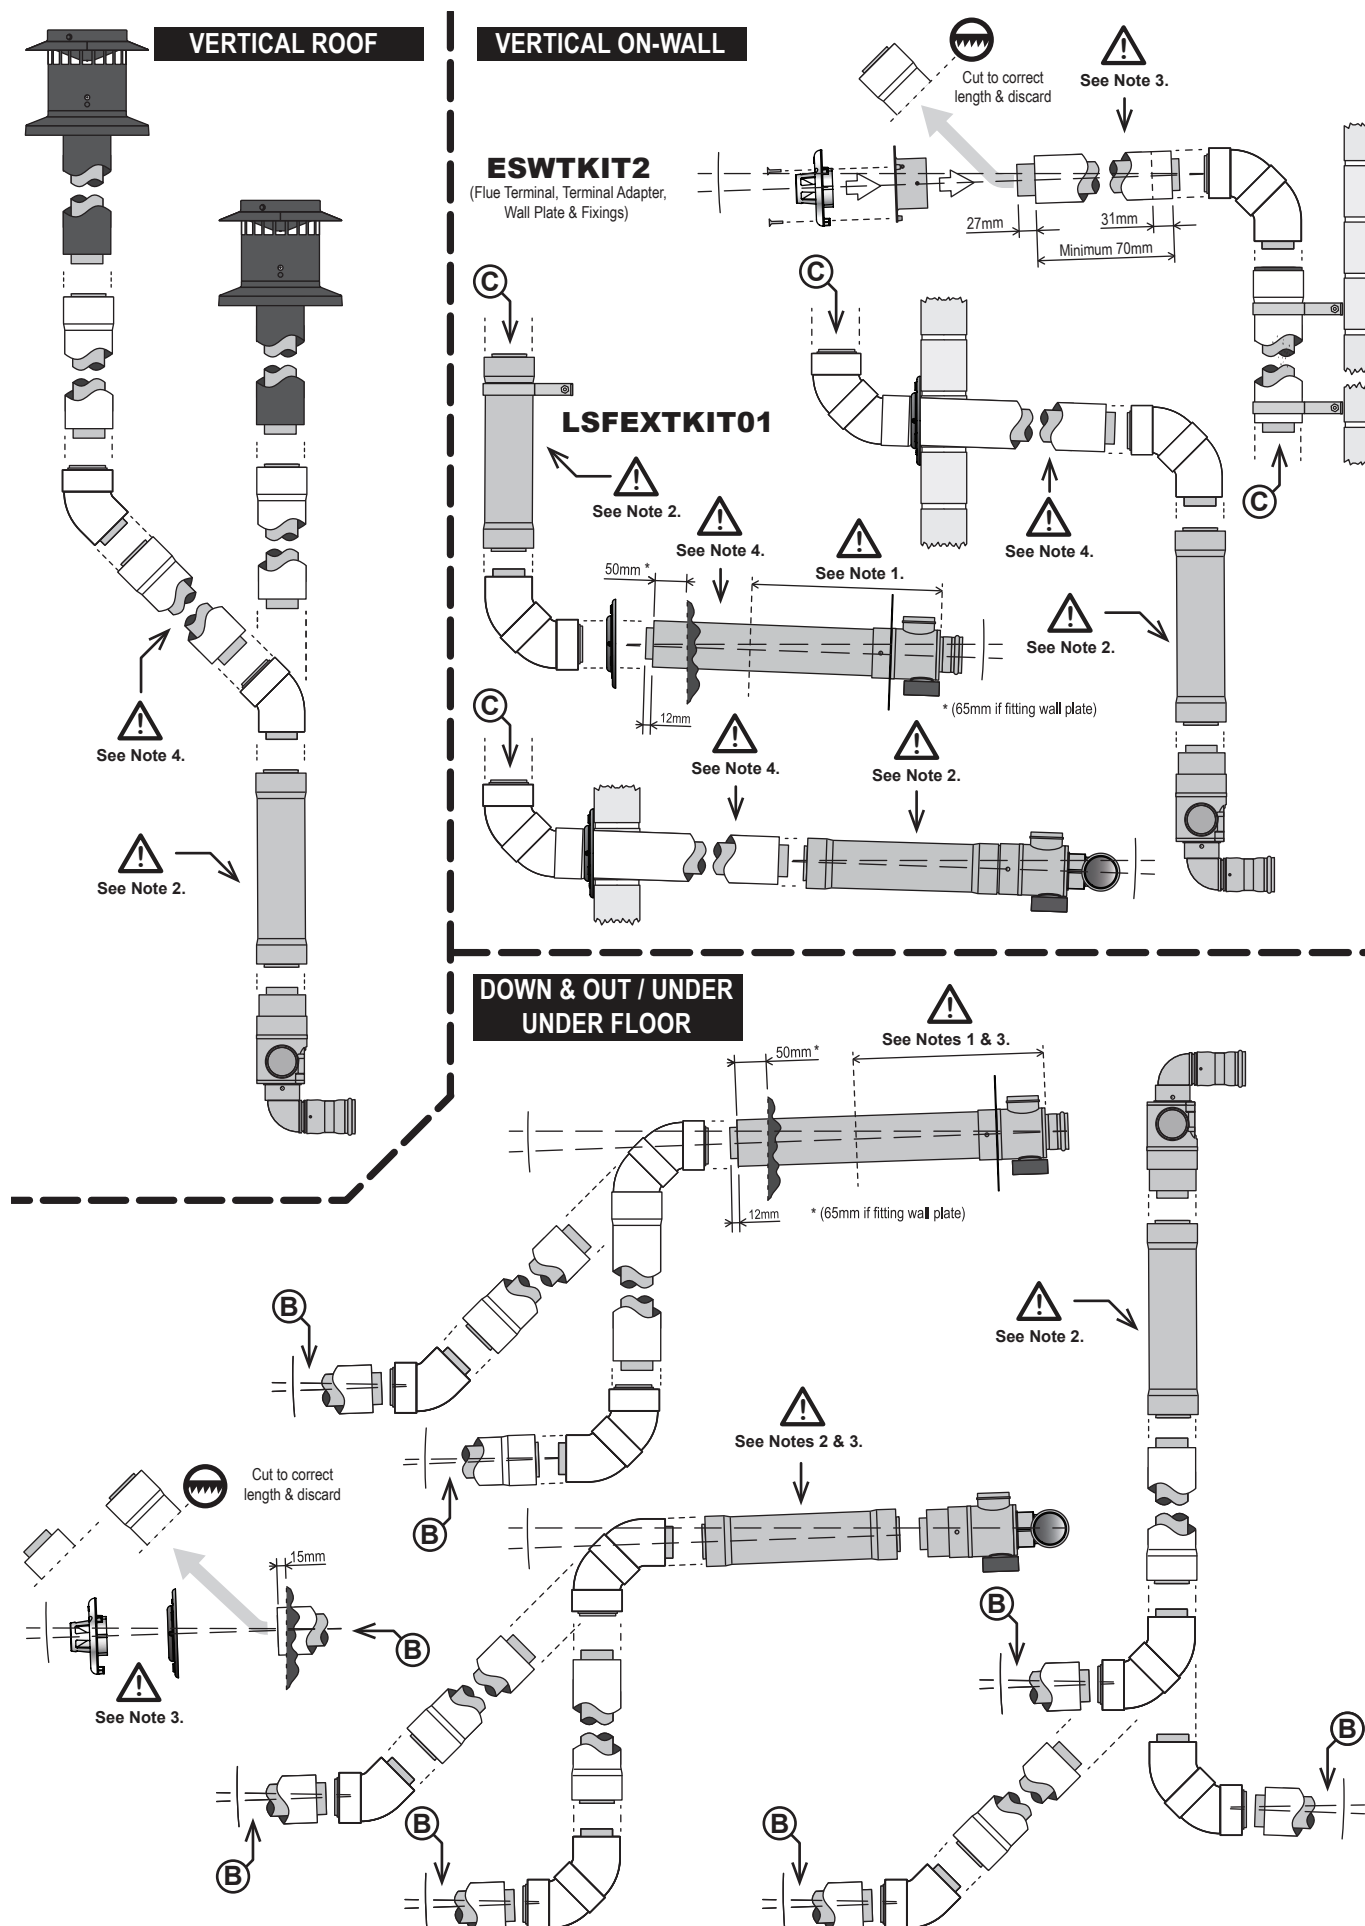 VERTICAL ROOF
See Note 4.
See Note 2.
VERTICAL ON-WALL
Cut to correct
length & discard
See Note 3.
ESWTKIT2
(Flue Terminal, Terminal Adapter,
Wall Plate & Fixings)
27mm
31mm
Minimum 70mm
C
C
LSFEXTKIT01
See Note 2.
See Note 4.
See Note 1.
50mm *
See Note 4.
C
See Note 2.
12mm
* (65mm if fitting wall plate)
C
See Note 4.
See Note 2.
DOWN & OUT / UNDER
UNDER FLOOR
See Notes 1 & 3.
50mm *
12mm
* (65mm if fitting wall plate)
B
See Note 2.
B
See Notes 2 & 3.
Cut to correct
length & discard
15mm
B
See Note 3.
B
B
B
B
B